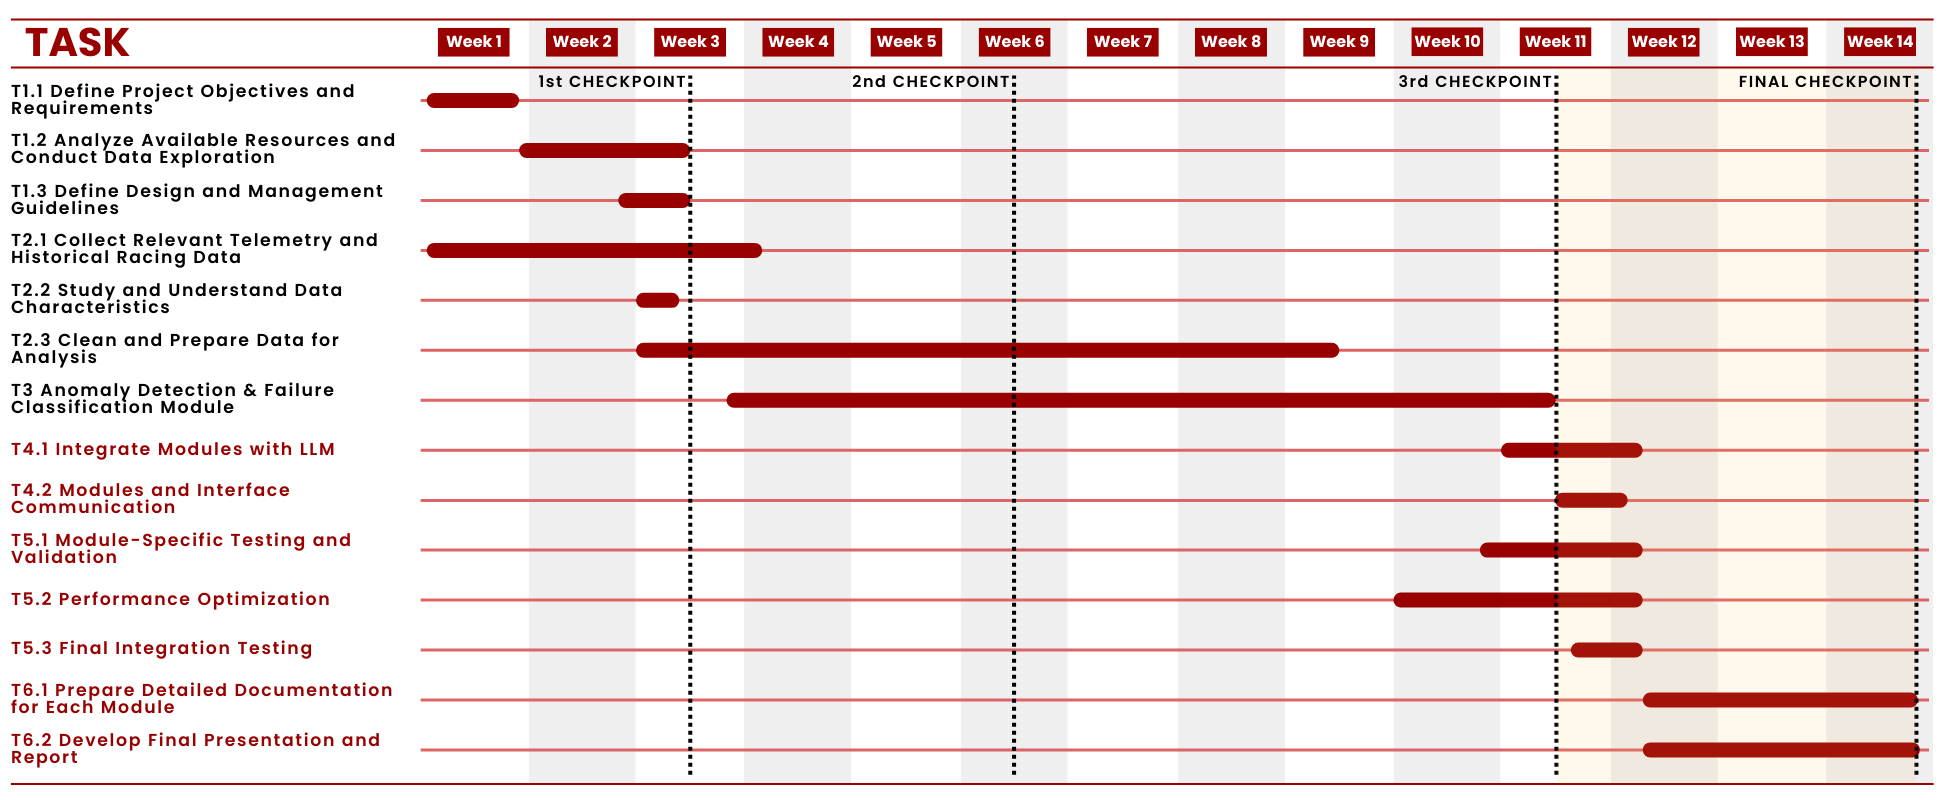 TASK
Week 1
Week 2
Week 3
Week 4
Week 5
Week 6
Week 7
Week 8
Week 9
Week 10
Week 11
Week 12
Week 13
Week 14
1st CHECKPOINT
2nd CHECKPOINT
3rd CHECKPOINT
FINAL CHECKPOINT
T1.1 Define Project Objectives and
Requirements
T1.2 Analyze Available Resources and
Conduct Data Exploration
T1.3 Define Design and Management
Guidelines
T2.1 Collect Relevant Telemetry and
Historical Racing Data
T2.2 Study and Understand Data
Characteristics
T2.3 Clean and Prepare Data for
Analysis
T3 Anomaly Detection & Failure
Classification Module
T4.1 Integrate Modules with LLM
T4.2 Modules and Interface
Communication
T5.1 Module-Specific Testing and
Validation
T5.2 Performance Optimization
T5.3 Final Integration Testing
T6.1 Prepare Detailed Documentation
for Each Module
T6.2 Develop Final Presentation and
Report